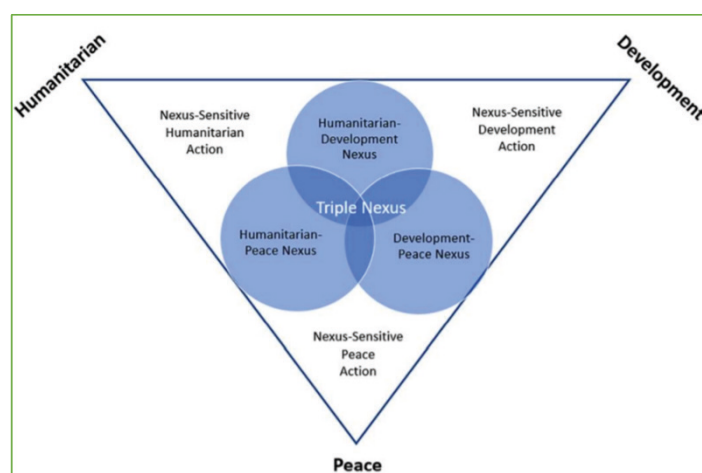 Humanitarian
Development
Nexus-Sensitive
Humanitarian
Action
Humanitarian-
Development
Nexus
Nexus-Sensitive
Development
Action
Triple Nexus
Humanitarian-
Peace Nexus
Development-
Peace Nexus
Nexus-Sensitive
Peace
Action
Peace